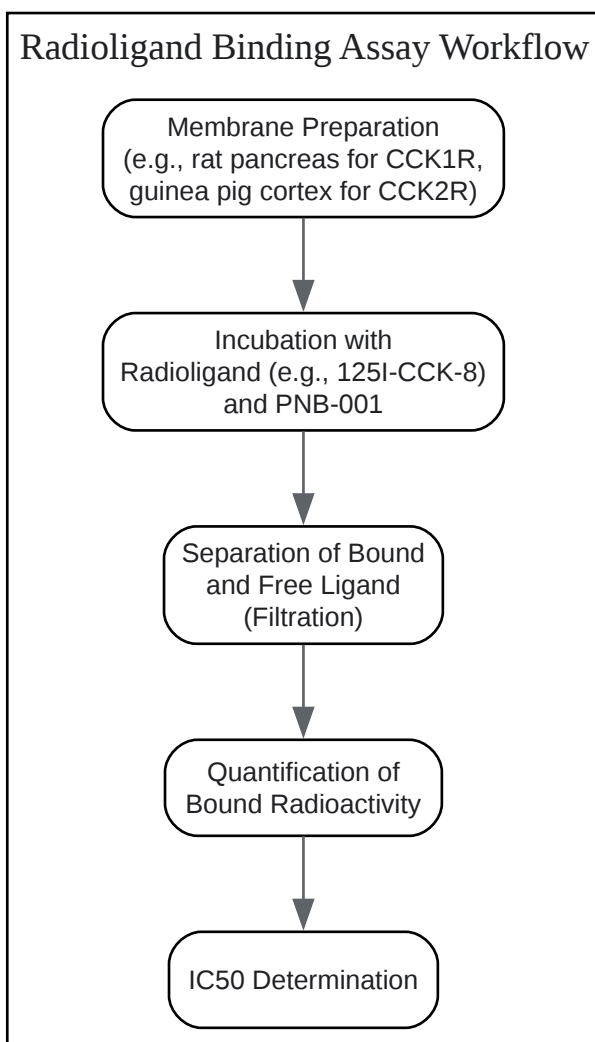 Radioligand Binding Assay Workflow
Membrane Preparation
(e.g., rat pancreas for CCK1R,
guinea pig cortex for CCK2R)
Incubation with
Radioligand (e.g., 125I-CCK-8)
and PNB-001
Separation of Bound
and Free Ligand
(Filtration)
Quantification of
Bound Radioactivity
IC50 Determination